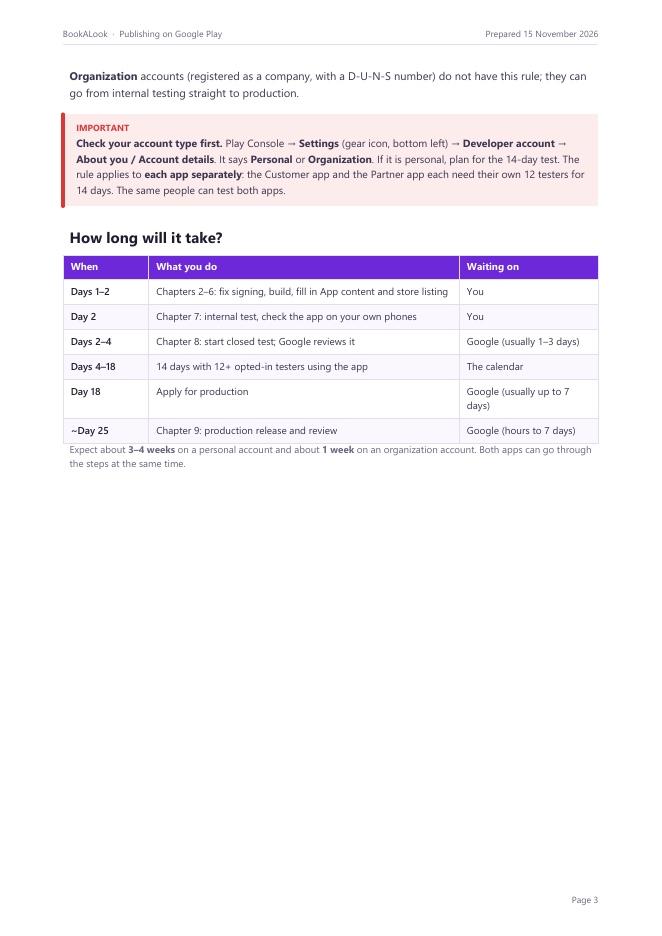 BookALook · Publishing on Google Play
Prepared 15 November 2026
Organization accounts (registered as a company, with a D-U-N-S number) do not have this rule; they can
go from internal testing straight to production.
IMPORTANT
Check your account type first. Play Console → Settings (gear icon, bottom left) → Developer account →
About you / Account details. It says Personal or Organization. If it is personal, plan for the 14-day test. The
rule applies to each app separately: the Customer app and the Partner app each need their own 12 testers for
14 days. The same people can test both apps.
How long will it take?
When What you do Waiting on
Days 1–2 Chapters 2–6: fix signing, build, fill in App content and store listing You
Day 2 Chapter 7: internal test, check the app on your own phones You
Days 2–4 Chapter 8: start closed test; Google reviews it Google (usually 1–3 days)
Days 4–18 14 days with 12+ opted-in testers using the app The calendar
Day 18 Apply for production Google (usually up to 7
days)
~Day 25 Chapter 9: production release and review Google (hours to 7 days)
Expect about 3–4 weeks on a personal account and about 1 week on an organization account. Both apps can go through
the steps at the same time.
Page 3